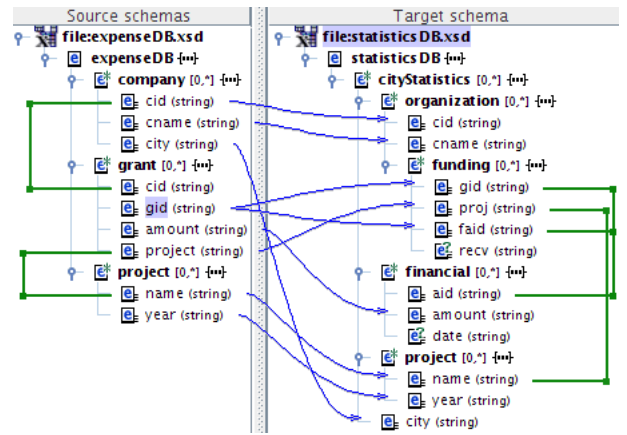 Source schemas
file:expenseDB.xsd
e expenseDB
e* company [0,*]
e cid (string)
e cname (string)
e city (string)
e* grant [0,*]
e cid (string)
e gid (string)
e amount (string)
e project (string)
e* project [0,*]
e name (string)
e year (string)
Target schema
file:statisticsDB.xsd
e statisticsDB
e* cityStatistics [0,*]
e* organization [0,*]
e cid (string)
e cname (string)
e* funding [0,*]
e gid (string)
e proj (string)
e faid (string)
e? recv (string)
e* financial [0,*]
e aid (string)
e amount (string)
e? date (string)
e* project [0,*]
e name (string)
e year (string)
e city (string)